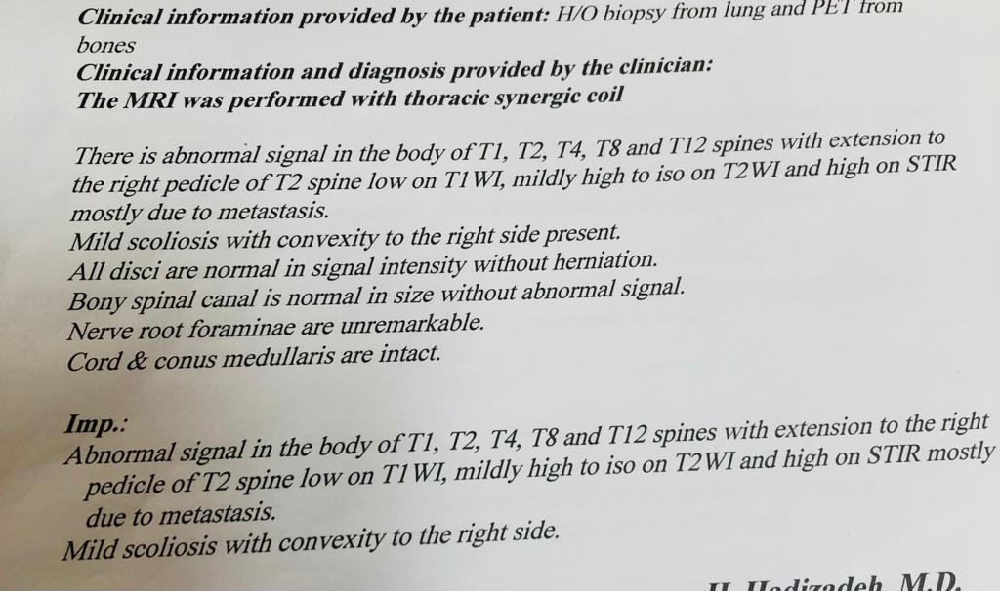 Clinical information provided by the patient: H/O biopsy from lung and PET from
bones
Clinical information and diagnosis provided by the clinician:
The MRI was performed with thoracic synergic coil
There is abnormal signal in the body of T1, T2, T4, T8 and T12 spines with extension to
the right pedicle of T2 spine low on T1WI, mildly high to iso on T2WI and high on STIR
mostly due to metastasis.
Mild scoliosis with convexity to the right side present.
All disci are normal in signal intensity without herniation.
Bony spinal canal is normal in size without abnormal signal.
Nerve root foraminae are unremarkable.
Cord & conus medullaris are intact.
Imp.:
Abnormal signal in the body of T1, T2, T4, T8 and T12 spines with extension to the right
pedicle of T2 spine low on T1WI, mildly high to iso on T2WI and high on STIR mostly
due to metastasis.
Mild scoliosis with convexity to the right side.
H. Hadizadeh, M.D.